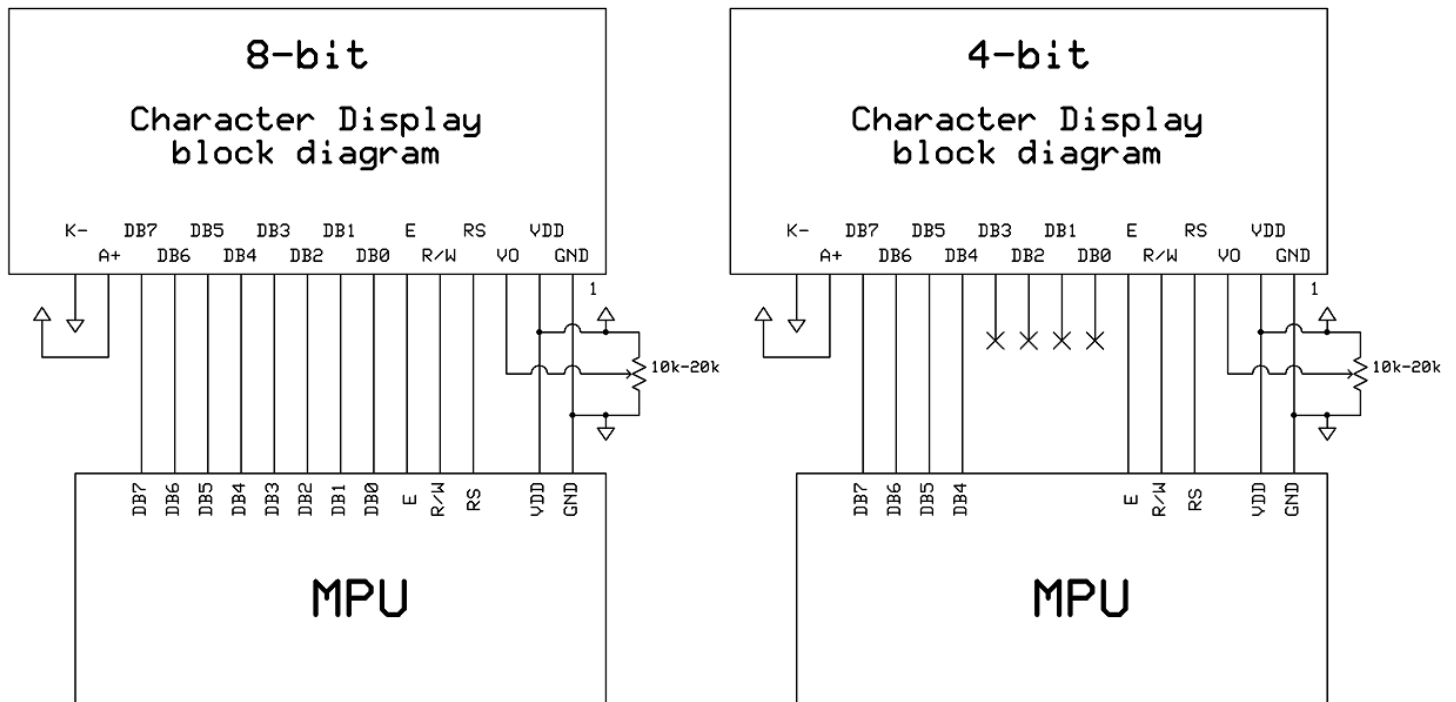 8-bit
Character Display
block diagram
K- DB7 DB5 DB3 DB1 E RS VDD
A+ DB6 DB4 DB2 DB0 R/W VO GND
1
10k-20k
DB7 DB6 DB5 DB4 DB3 DB2 DB1 DB0 E R/W RS VDD GND
MPU
4-bit
Character Display
block diagram
K- DB7 DB5 DB3 DB1 E RS VDD
A+ DB6 DB4 DB2 DB0 R/W VO GND
1
10k-20k
DB7 DB6 DB5 DB4 E R/W RS VDD GND
MPU